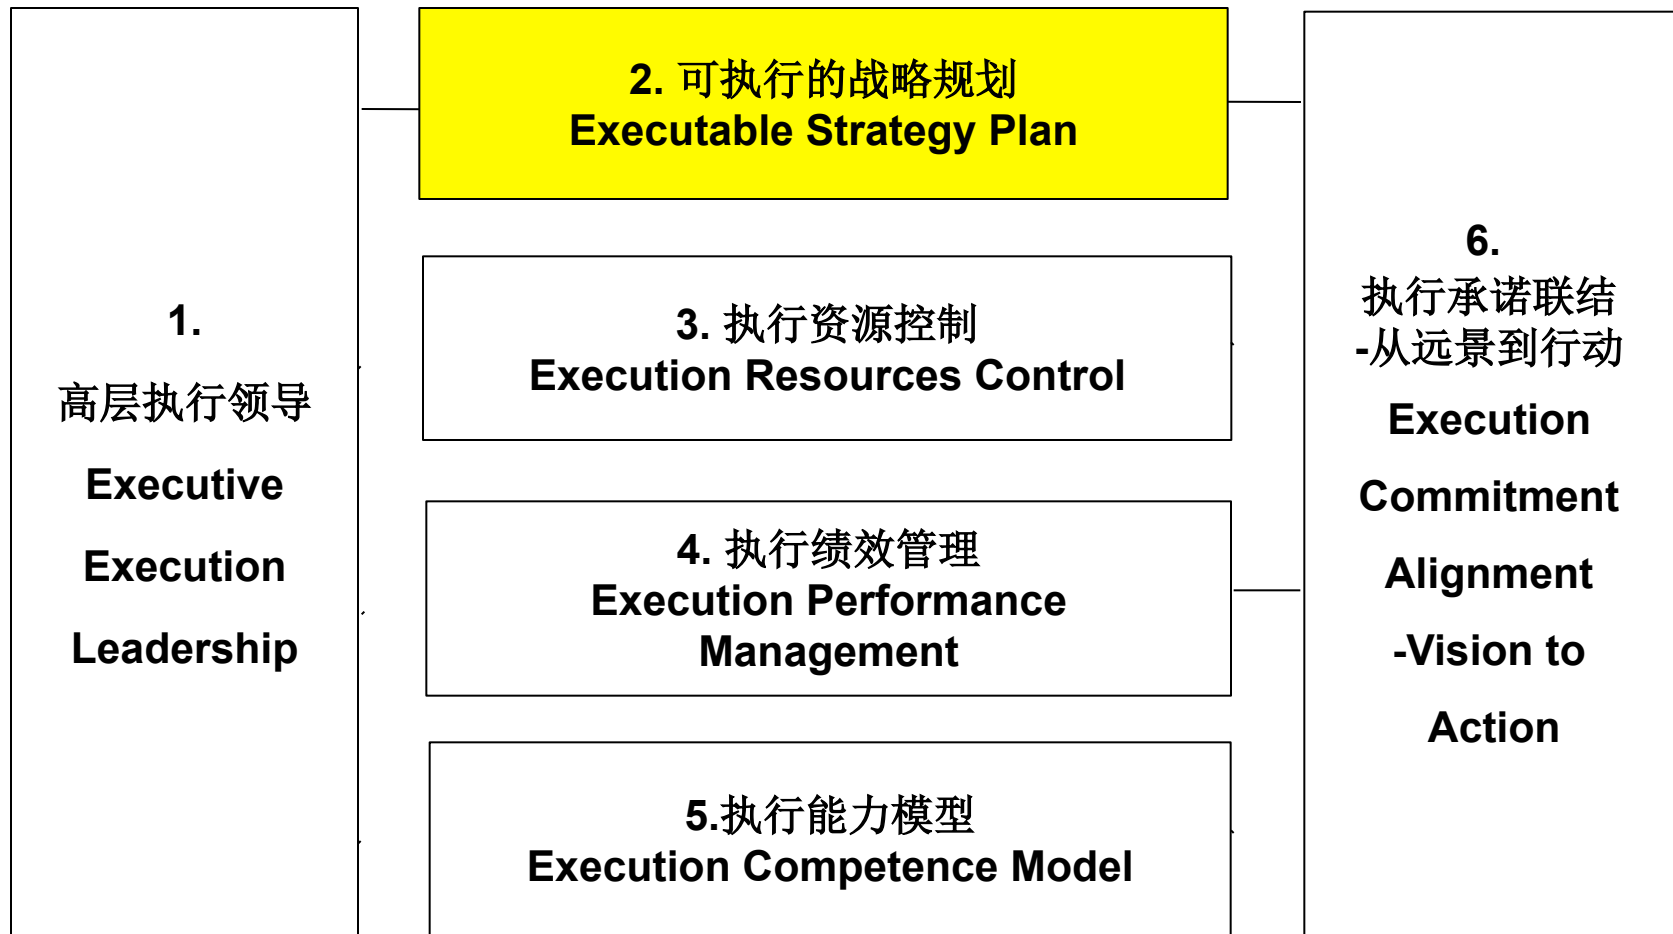 1.
高层执行领导
Executive
Execution
Leadership
2. 可执行的战略规划
Executable Strategy Plan
3. 执行资源控制
Execution Resources Control
4. 执行绩效管理
Execution Performance
Management
5.执行能力模型
Execution Competence Model
6.
执行承诺联结
-从远景到行动
Execution
Commitment
Alignment
-Vision to
Action